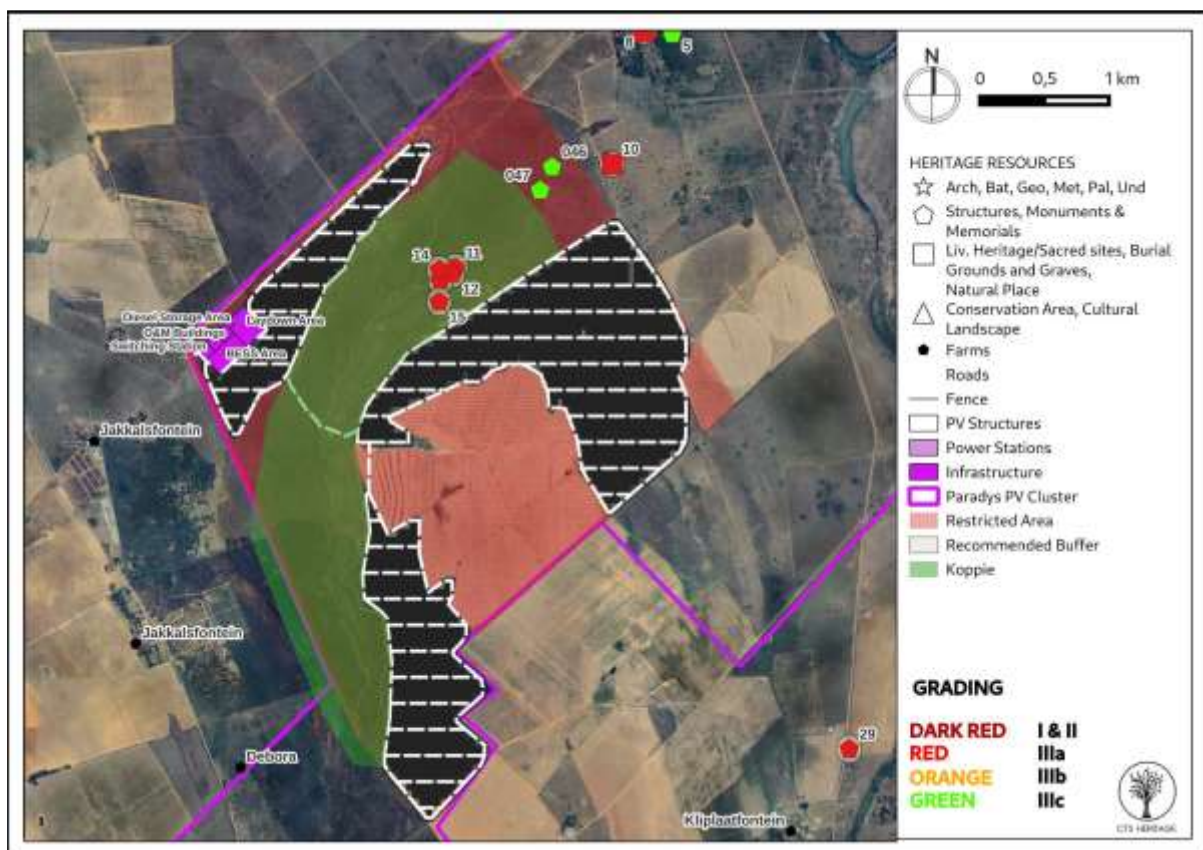 8
5
046
10
047
14
11
12
15
Diesel Storage Area
O&M Buildings
Laydown Area
Switching Station
BESS Area
Jakkalsfontein
Jakkalsfontein
Debora
29
Kliplaatfontein
1
N
0 0,5 1 km
HERITAGE RESOURCES
Arch, Bat, Geo, Met, Pal, Und
Structures, Monuments &
Memorials
Liv. Heritage/Sacred sites, Burial
Grounds and Graves,
Natural Place
Conservation Area, Cultural
Landscape
Farms
Roads
Fence
PV Structures
Power Stations
Infrastructure
Paradys PV Cluster
Restricted Area
Recommended Buffer
Koppie
GRADING
DARK RED I & II
RED IIIa
ORANGE IIIb
GREEN IIIc
CTS HERITAGE